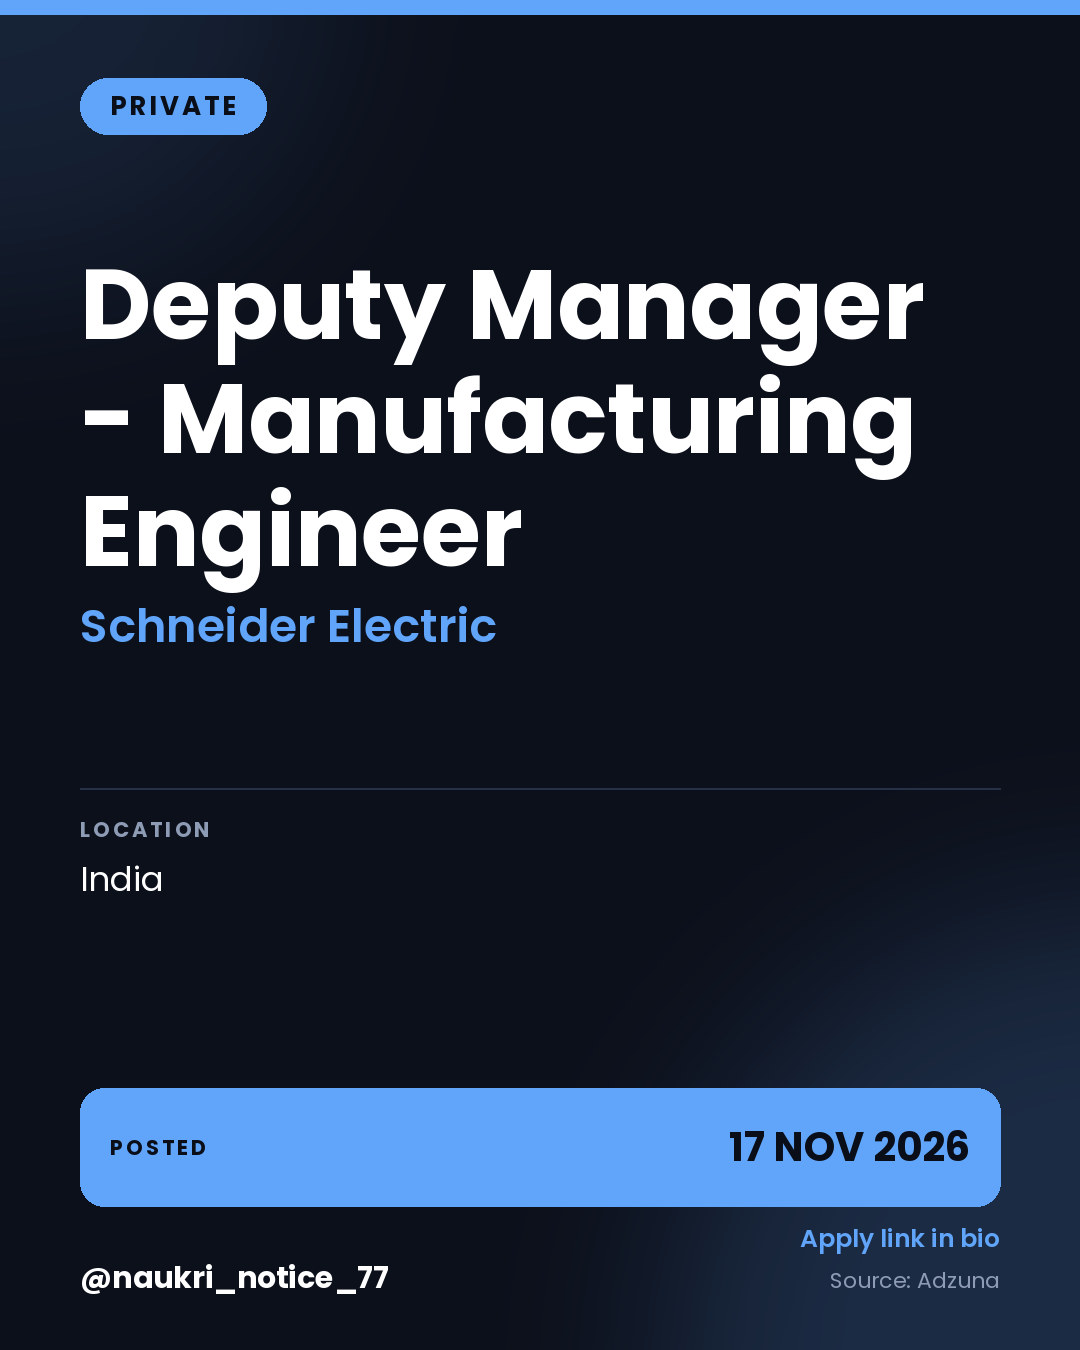 PRIVATE
Deputy Manager
- Manufacturing
Engineer
Schneider Electric
LOCATION
India
POSTED
17 NOV 2026
Apply link in bio
@naukri_notice_77
Source: Adzuna